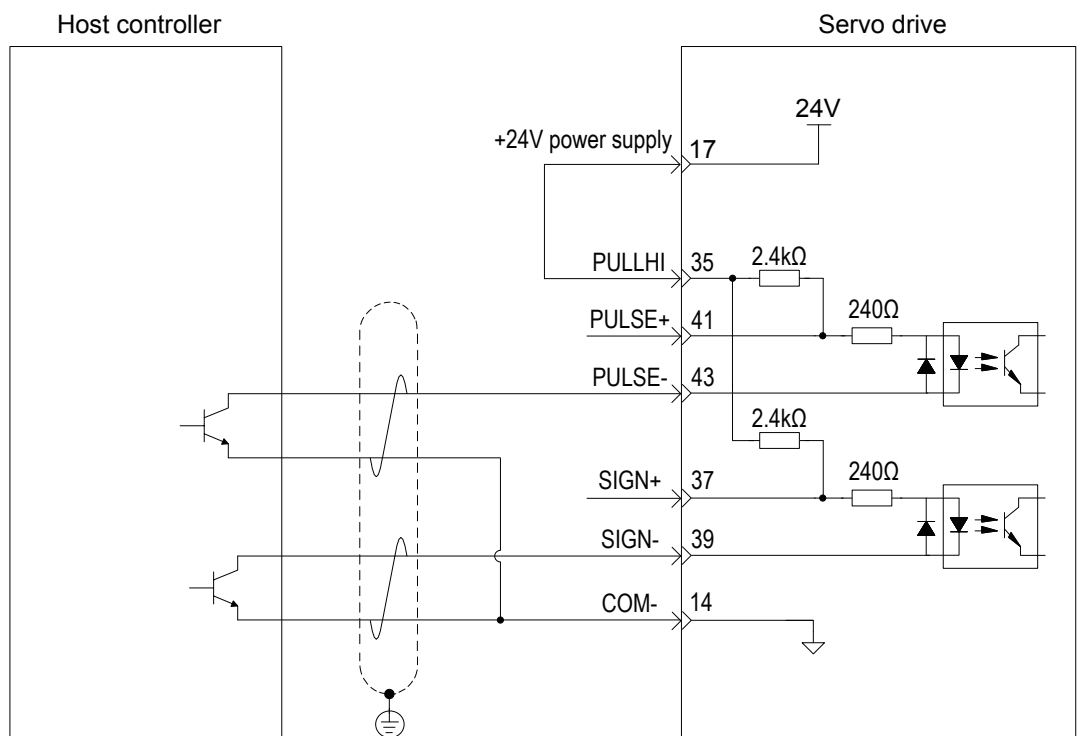 Host controller
Servo drive
24V
+24V power supply
17
PULLHI
35
2.4kΩ
PULSE+
41
240Ω
PULSE-
43
2.4kΩ
SIGN+
37
240Ω
SIGN-
39
COM-
14